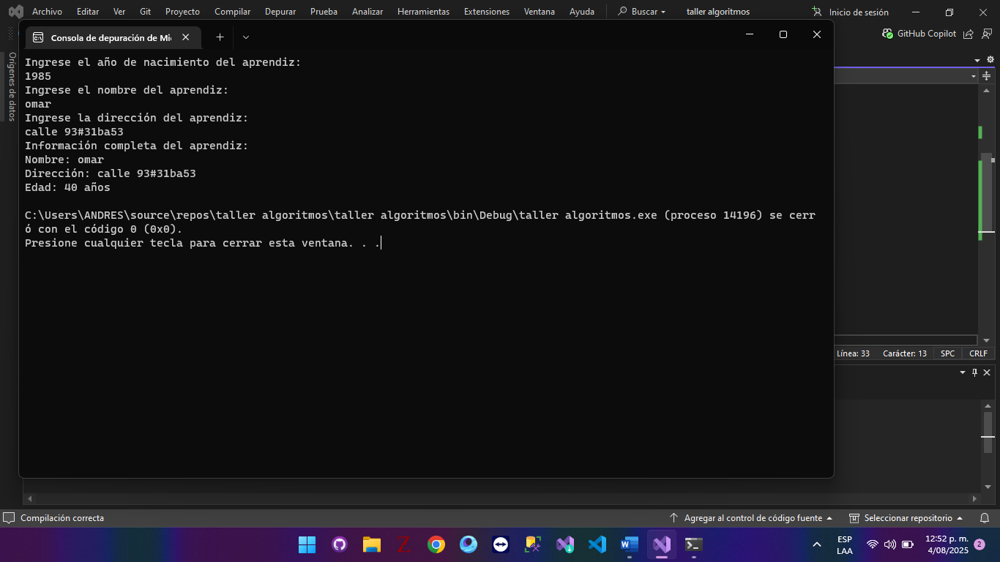 Archivo Editar Ver Git Proyecto Compilar Depurar Prueba Analizar Herramientas Extensiones Ventana Ayuda Buscar taller algoritmos Inicio de sesión
GitHub Copilot
Consola de depuración de Mi
Orígenes de datos
Ingrese el año de nacimiento del aprendiz:
1985
Ingrese el nombre del aprendiz:
omar
Ingrese la dirección del aprendiz:
calle 93#31ba53
Información completa del aprendiz:
Nombre: omar
Dirección: calle 93#31ba53
Edad: 40 años
C:\Users\ANDRES\source\repos\taller algoritmos\taller algoritmos\bin\Debug\taller algoritmos.exe (proceso 14196) se cerr
ó con el código 0 (0x0).
Presione cualquier tecla para cerrar esta ventana. . .
Línea: 33 Carácter: 13 SPC CRLF
Compilación correcta Agregar al control de código fuente Seleccionar repositorio
ESP 12:52 p. m.
LAA 4/08/2025 2